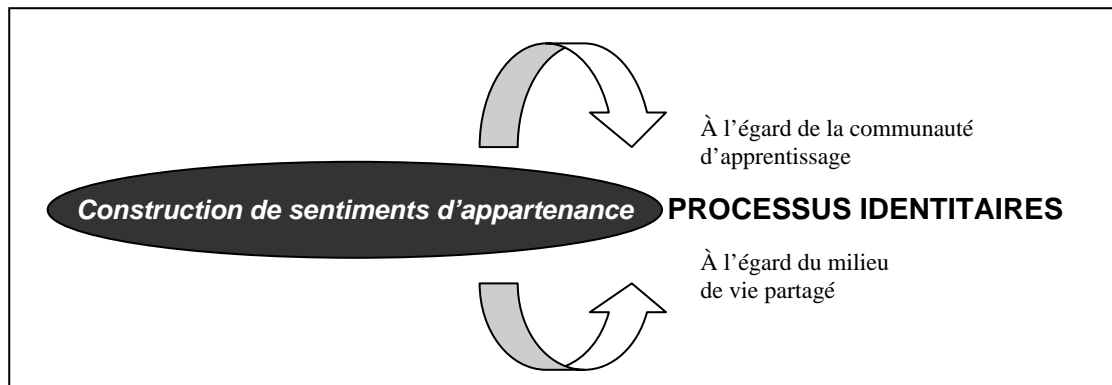 À l’égard de la communauté
d’apprentissage
Construction de sentiments d’appartenance
PROCESSUS IDENTITAIRES
À l’égard du milieu
de vie partagé